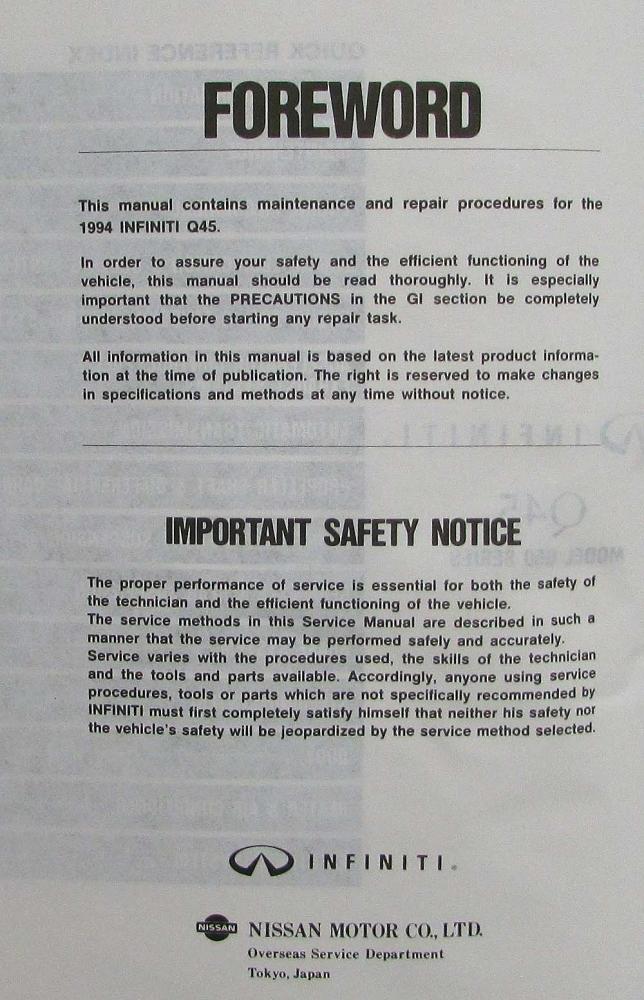 QUICK REFERENCE INDEX
FOREWORD
This manual contains maintenance and repair procedures for the
1994 INFINITI Q45.
In order to assure your safety and the efficient functioning of the
vehicle, this manual should be read thoroughly. It is especially
important that the PRECAUTIONS in the GI section be completely
understood before starting any repair task.
All information in this manual is based on the latest product informa-
tion at the time of publication. The right is reserved to make changes
in specifications and methods at any time without notice.
INFINITI.
Q45
IMPORTANT SAFETY NOTICE
The proper performance of service is essential for both the safety of
the technician and the efficient functioning of the vehicle.
The service methods in this Service Manual are described in such a
manner that the service may be performed safely and accurately.
Service varies with the procedures used, the skills of the technician
and the tools and parts available. Accordingly, anyone using service
procedures, tools or parts which are not specifically recommended by
INFINITI must first completely satisfy himself that neither his safety nor
the vehicle's safety will be jeopardized by the service method selected.
INFINITI.
NISSAN
NISSAN MOTOR CO., LTD.
Overseas Service Department
Tokyo, Japan